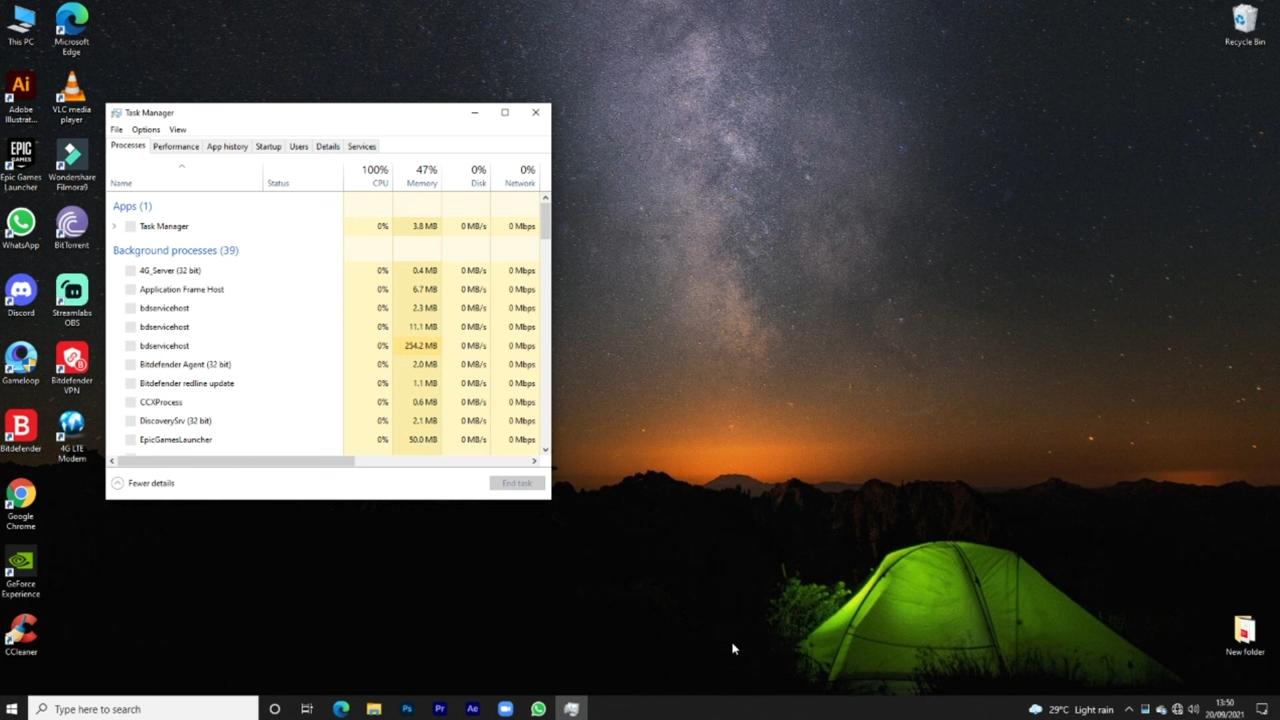 This PC
Microsoft
Edge
Recycle Bin
Ai
Adobe
Illustrat...
VLC media
player
EPIC
GAMES
Epic Games
Launcher
Wondershare
Filmora9
WhatsApp
BitTorrent
Discord
Streamlabs
OBS
Gameloop
Bitdefender
VPN
B
Bitdefender
4G LTE
Modem
Google
Chrome
GeForce
Experience
CCleaner
New folder
Task Manager
File Options View
Processes Performance App history Startup Users Details Services
100% 47% 0% 0%
Name Status CPU Memory Disk Network
Apps (1)
Task Manager 0% 3.8 MB 0 MB/s 0 Mbps
Background processes (39)
4G_Server (32 bit) 0% 0.4 MB 0 MB/s 0 Mbps
Application Frame Host 0% 6.7 MB 0 MB/s 0 Mbps
bdservicehost 0% 2.3 MB 0 MB/s 0 Mbps
bdservicehost 0% 11.1 MB 0 MB/s 0 Mbps
bdservicehost 0% 254.2 MB 0 MB/s 0 Mbps
Bitdefender Agent (32 bit) 0% 2.0 MB 0 MB/s 0 Mbps
Bitdefender redline update 0% 1.1 MB 0 MB/s 0 Mbps
CCXProcess 0% 0.6 MB 0 MB/s 0 Mbps
DiscoverySrv (32 bit) 0% 2.1 MB 0 MB/s 0 Mbps
EpicGamesLauncher 0% 50.0 MB 0 MB/s 0 Mbps
Fewer details End task
Type here to search
Ps Pr Ae
29°C Light rain
13:50
20/09/2021